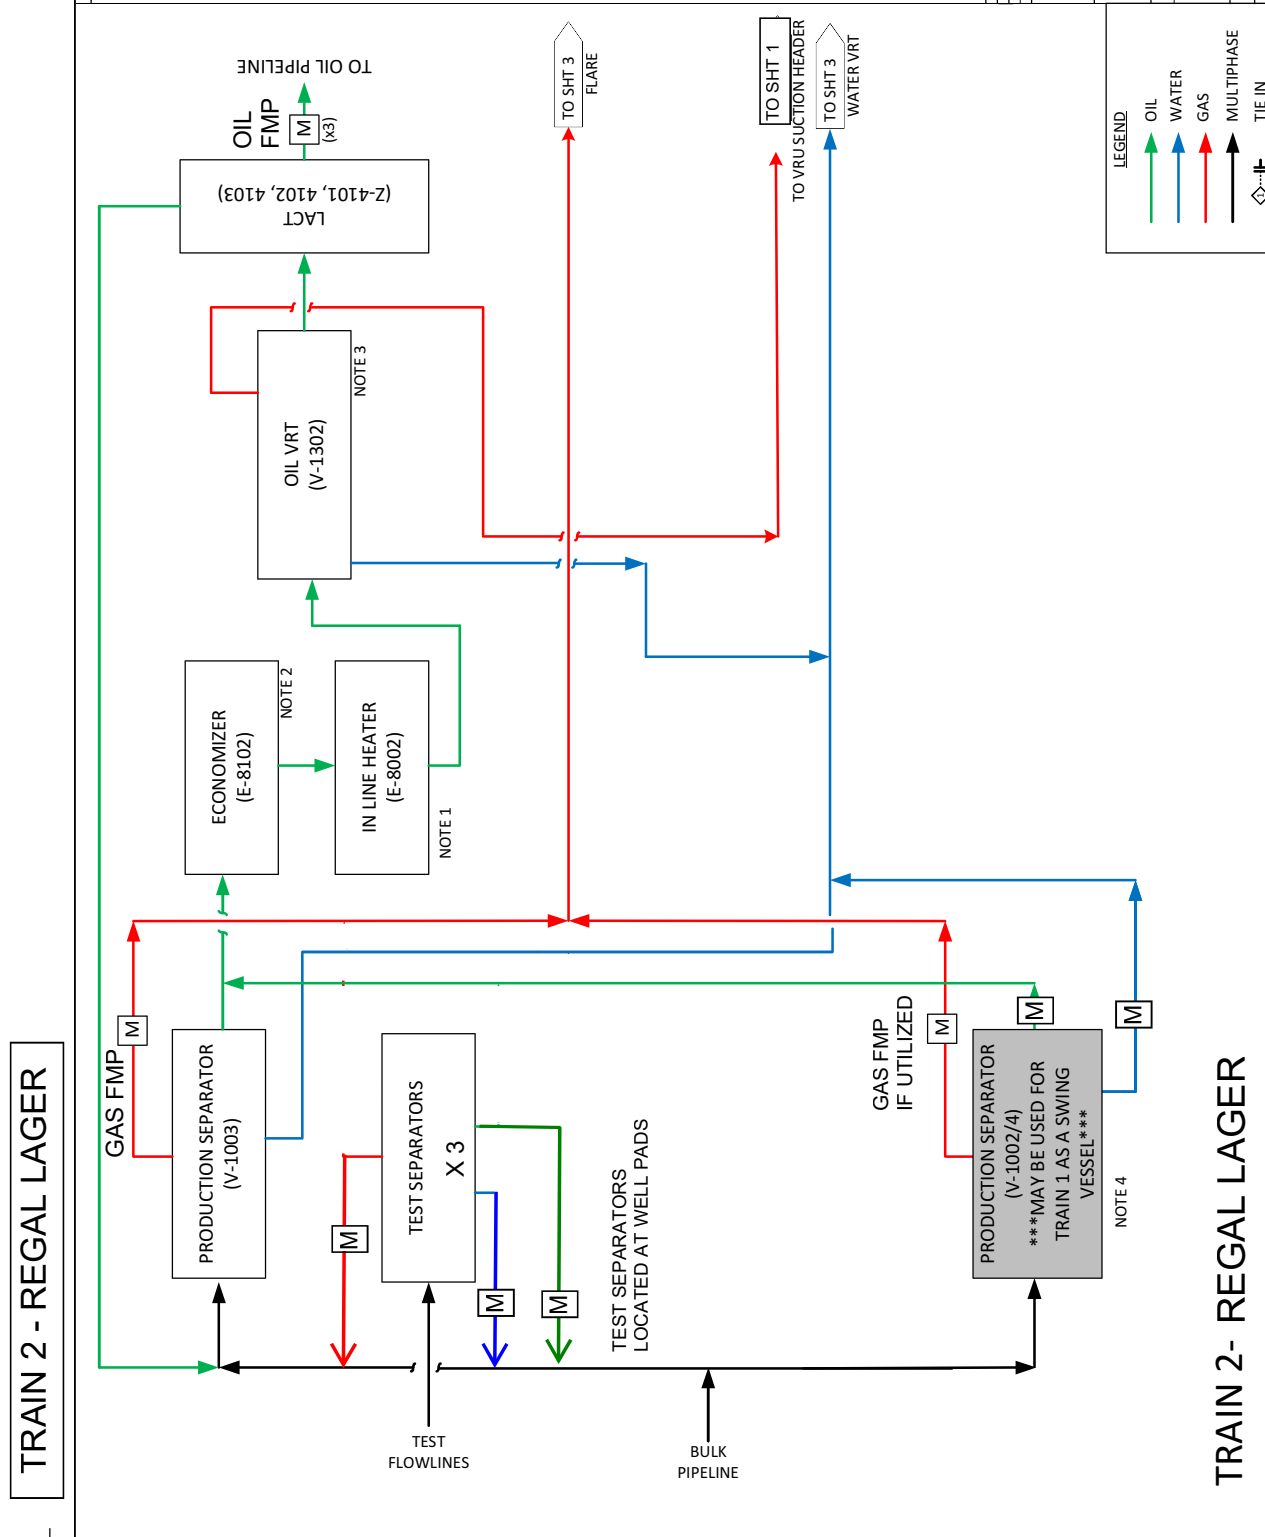 TRAIN 2 - REGAL LAGER
TO OIL PIPELINE
OIL
FMP
M
(x3)
LACT
(Z-4101, 4102, 4103)
TO SHT 3
FLARE
TO SHT 1
TO VRU SUCTION HEADER
TO SHT 3
WATER VRT
LEGEND
OIL
WATER
GAS
MULTIPHASE
TIE IN
1
OIL VRT
(V-1302)
NOTE 3
ECONOMIZER
(E-8102)
NOTE 2
IN LINE HEATER
(E-8002)
NOTE 1
GAS FMP
M
PRODUCTION SEPARATOR
(V-1003)
TEST SEPARATORS
X 3
M
M
M
TEST SEPARATORS
LOCATED AT WELL PADS
GAS FMP
IF UTILIZED
M
M
M
PRODUCTION SEPARATOR
(V-1002/4)
***MAY BE USED FOR
TRAIN 1 AS A SWING
VESSEL***
NOTE 4
TEST
FLOWLINES
BULK
PIPELINE
TRAIN 2- REGAL LAGER